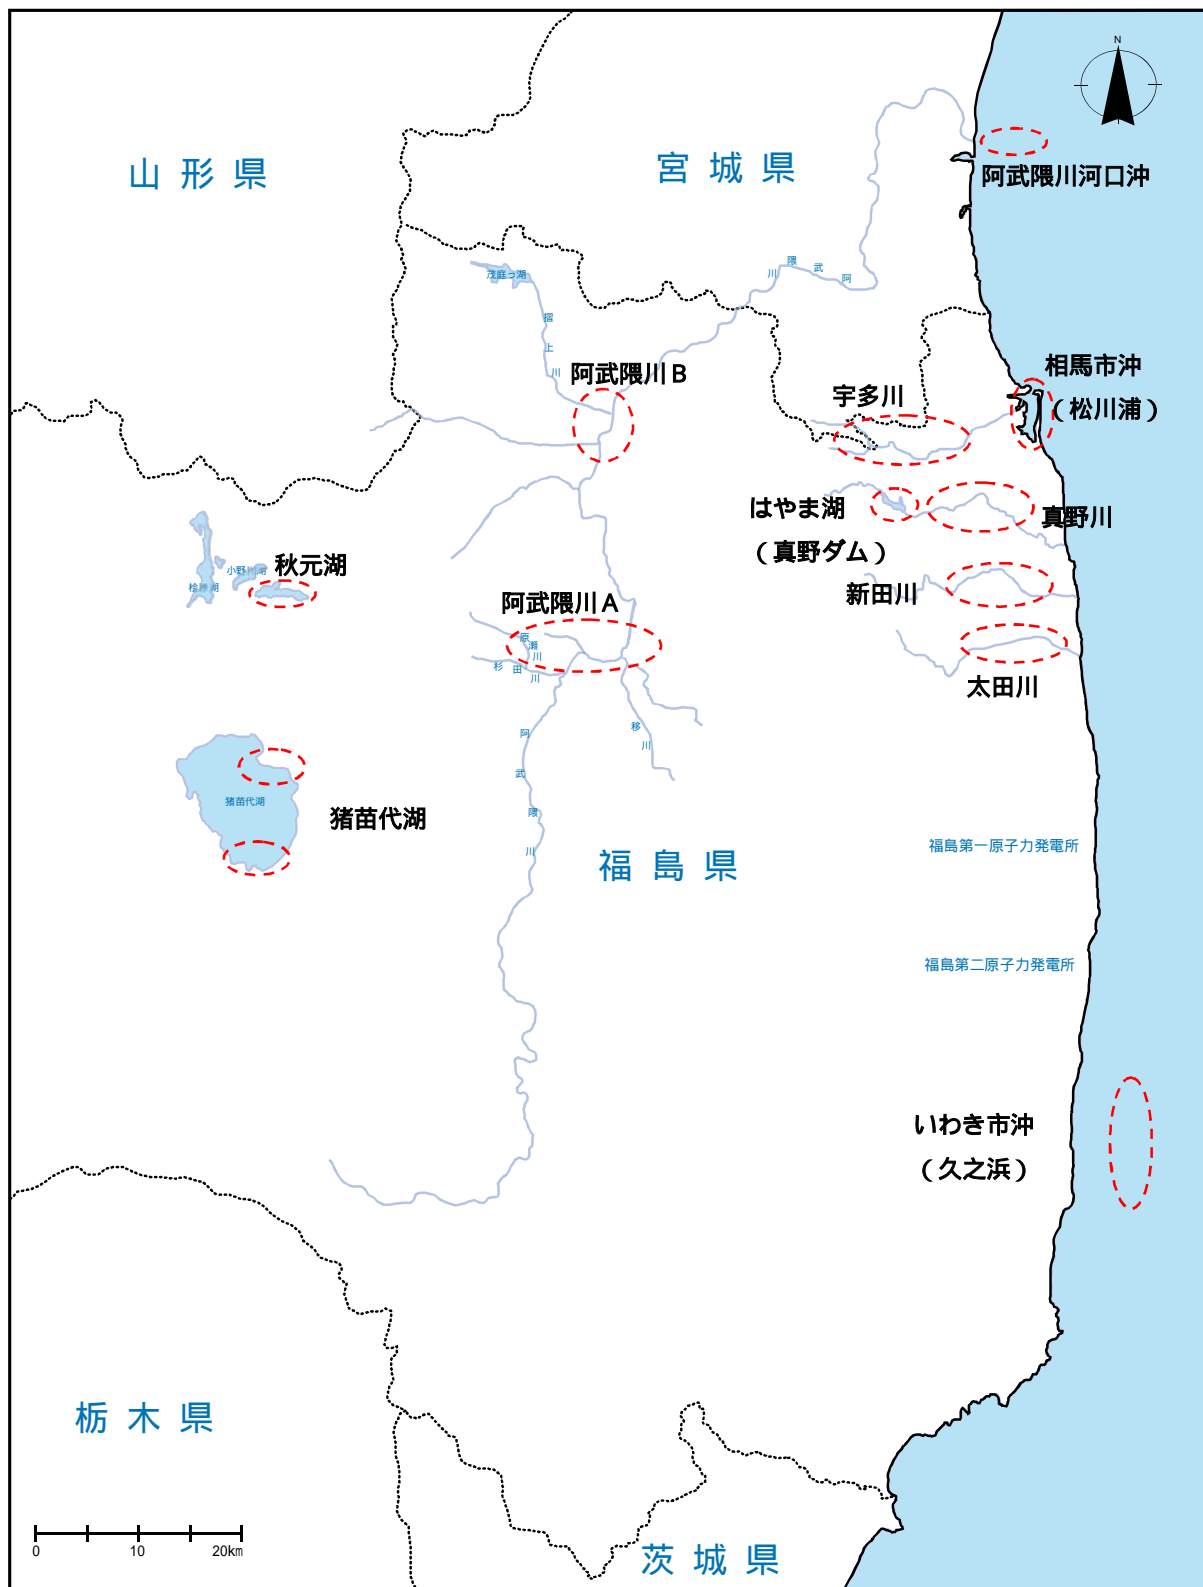 N
山形県
宮城県
阿武隈川河口沖
茂庭っ湖
川隈武阿
摺上川
阿武隈川B
宇多川
相馬市沖
（松川浦）
はやま湖
（真野ダム）
真野川
秋元湖
小野川湖
桧原湖
新田川
阿武隈川A
原瀬川
杉田川
太田川
移川
阿武隈川
猪苗代湖
猪苗代湖
福島県
福島第一原子力発電所
福島第二原子力発電所
いわき市沖
（久之浜）
栃木県
茨城県
0 10 20km